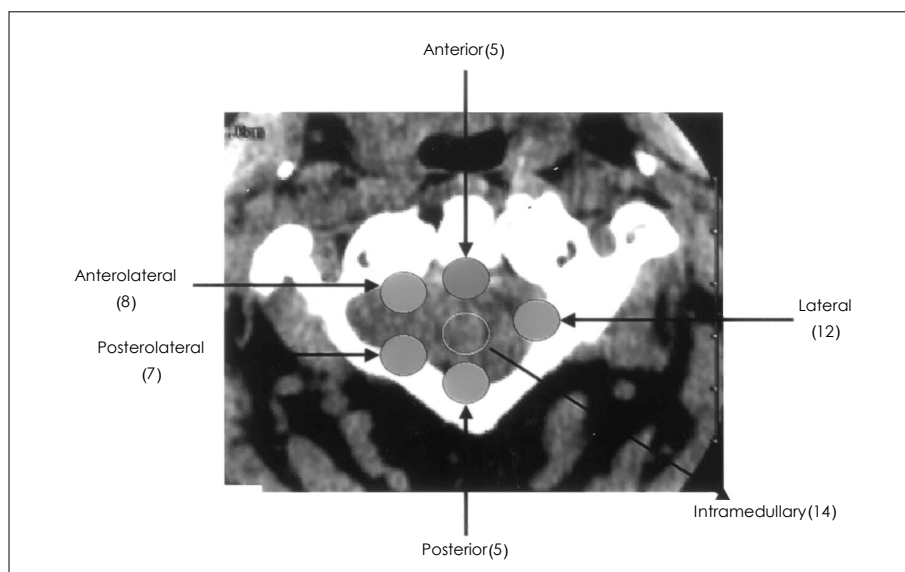 Anterior(5)
Anterolateral
(8)
Lateral
(12)
Posterolateral
(7)
Intramedullary(14)
Posterior(5)